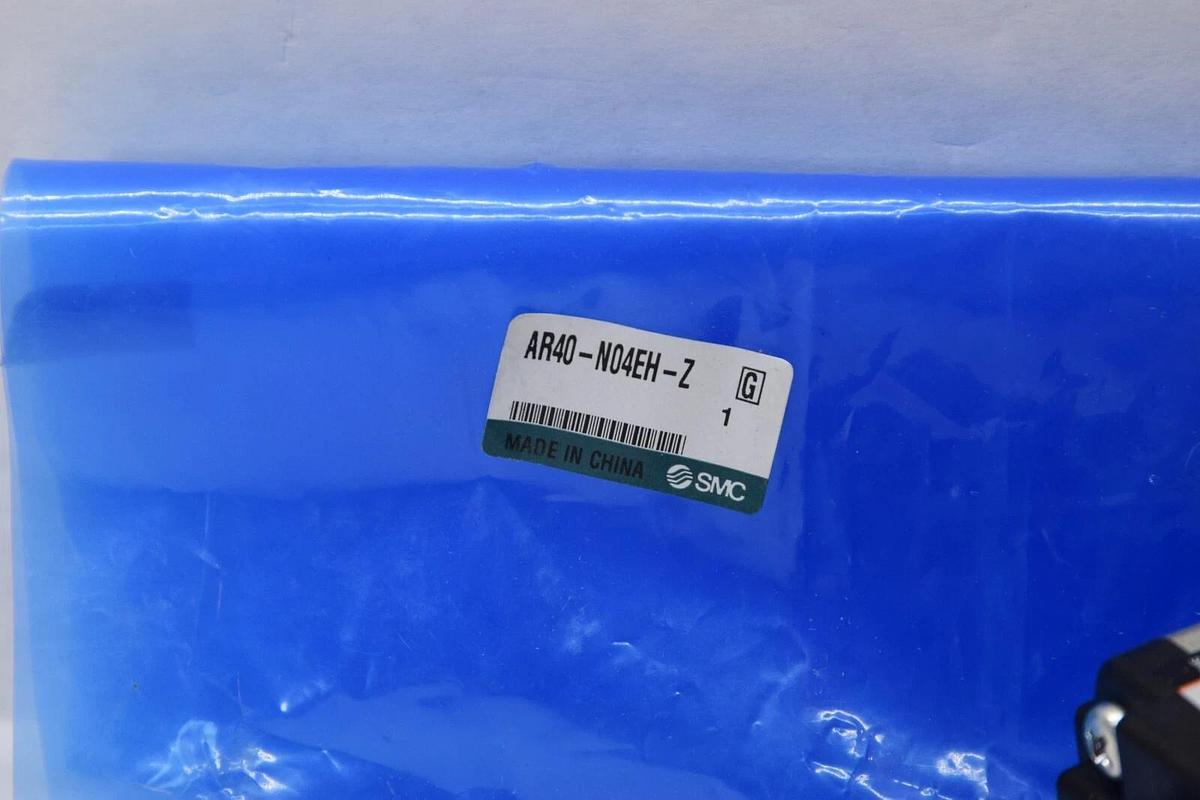 AR40-N04EH-Z
G
1
MADE IN CHINA
SMC